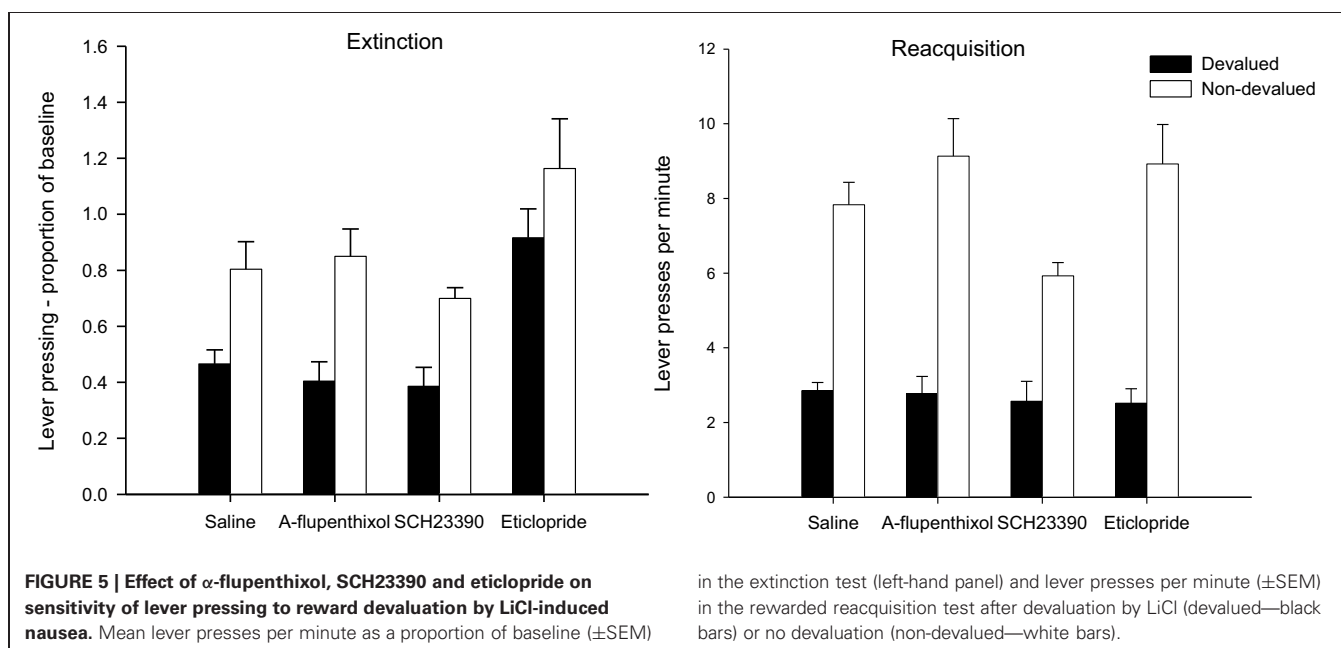 Extinction
1.6
1.4
1.2
1.0
0.8
0.6
0.4
0.2
0.0
Lever pressing - proportion of baseline
Saline A-flupenthixol SCH23390 Eticlopride
Reacquisition
12
10
8
6
4
2
0
Lever presses per minute
Devalued
Non-devalued
Saline A-flupenthixol SCH23390 Eticlopride
FIGURE 5 | Effect of α-flupenthixol, SCH23390 and eticlopride on
sensitivity of lever pressing to reward devaluation by LiCl-induced
nausea. Mean lever presses per minute as a proportion of baseline (±SEM)
in the extinction test (left-hand panel) and lever presses per minute (±SEM)
in the rewarded reacquisition test after devaluation by LiCl (devalued—black
bars) or no devaluation (non-devalued—white bars).